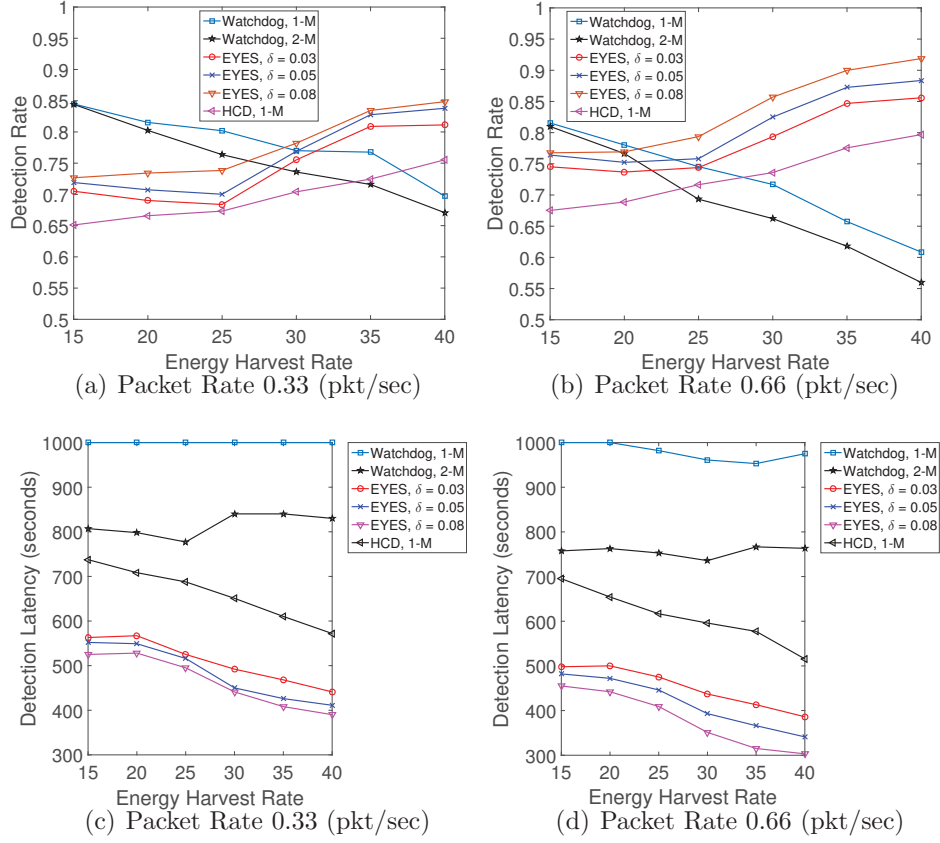 1
0.95
0.9
0.85
0.8
0.75
0.7
0.65
0.6
0.55
0.5
Detection Rate
Watchdog, 1-M
Watchdog, 2-M
EYES, δ = 0.03
EYES, δ = 0.05
EYES, δ = 0.08
HCD, 1-M
15 20 25 30 35 40
Energy Harvest Rate
(a) Packet Rate 0.33 (pkt/sec)
1
0.95
0.9
0.85
0.8
0.75
0.7
0.65
0.6
0.55
0.5
Detection Rate
Watchdog, 1-M
Watchdog, 2-M
EYES, δ = 0.03
EYES, δ = 0.05
EYES, δ = 0.08
HCD, 1-M
15 20 25 30 35 40
Energy Harvest Rate
(b) Packet Rate 0.66 (pkt/sec)
1000
900
800
700
600
500
400
300
Detection Latency (seconds)
Watchdog, 1-M
Watchdog, 2-M
EYES, δ = 0.03
EYES, δ = 0.05
EYES, δ = 0.08
HCD, 1-M
15 20 25 30 35 40
Energy Harvest Rate
(c) Packet Rate 0.33 (pkt/sec)
1000
900
800
700
600
500
400
300
Detection Latency (seconds)
Watchdog, 1-M
Watchdog, 2-M
EYES, δ = 0.03
EYES, δ = 0.05
EYES, δ = 0.08
HCD, 1-M
15 20 25 30 35 40
Energy Harvest Rate
(d) Packet Rate 0.66 (pkt/sec)